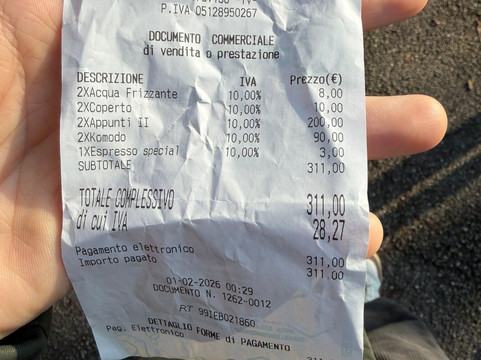 P.IVA 05128950267
DOCUMENTO COMMERCIALE
di vendita o prestazione
DESCRIZIONE IVA Prezzo(€)
2XAcqua Frizzante 10,00% 8,00
2XCoperto 10,00% 10,00
2XAppunti II 10,00% 200,00
2XKomodo 10,00% 90,00
1XEspresso special 10,00% 3,00
SUBTOTALE 311,00
TOTALE COMPLESSIVO 311,00
di cui IVA 28,27
Pagamento elettronico 311,00
Importo pagato 311,00
01-02-2026 00:29
DOCUMENTO N. 1262-0012
RT 99IEB021860
DETTAGLIO FORME di PAGAMENTO
Pag. Elettronico